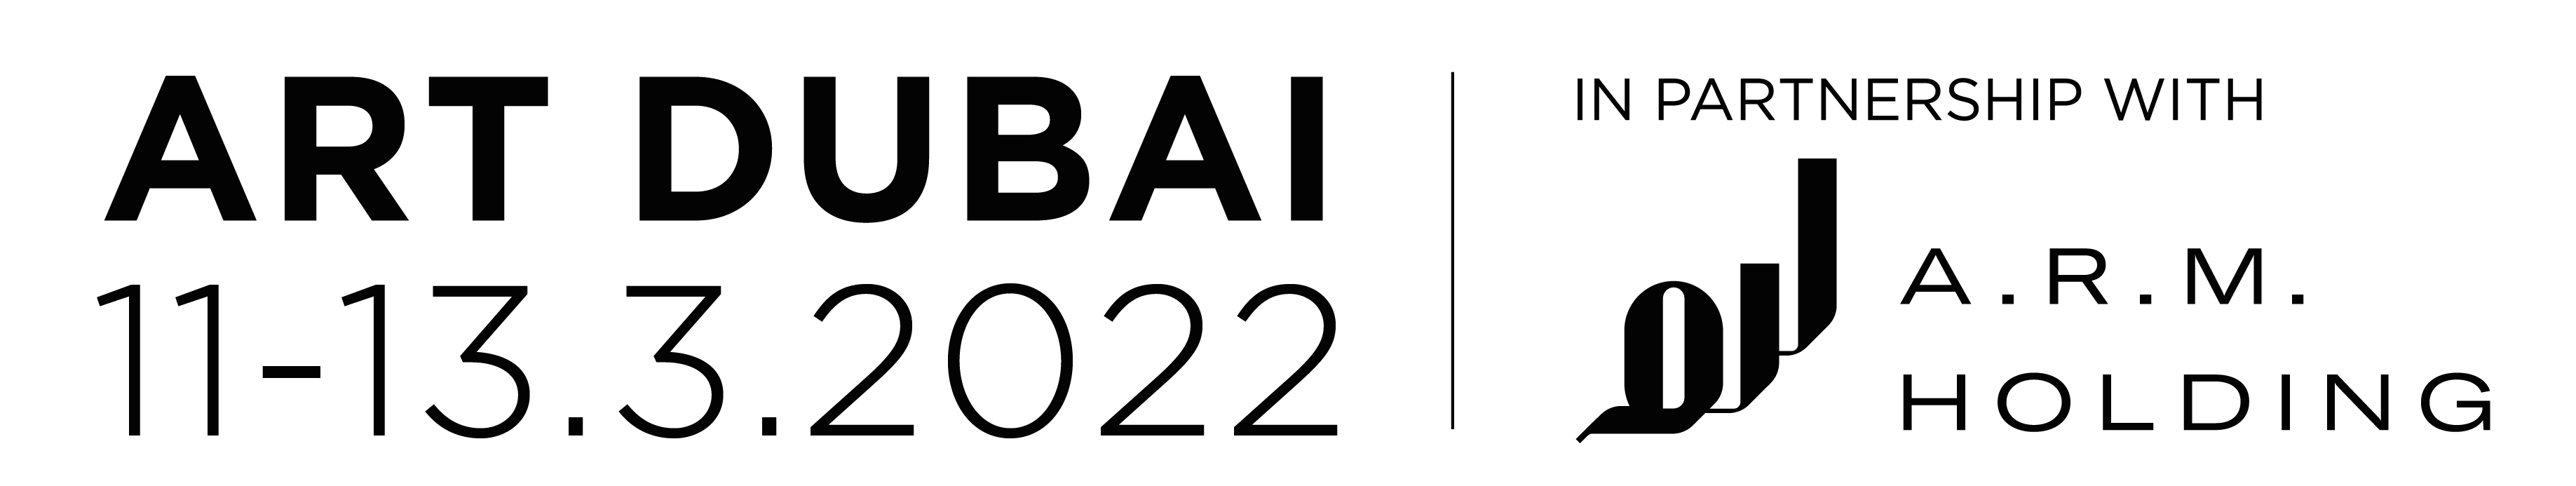 ART DUBAI
11-13.3.2022
IN PARTNERSHIP WITH
A.R.M.
HOLDING